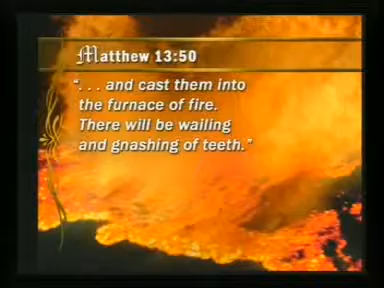 Matthew 13:50
“. . . and cast them into
the furnace of fire.
There will be wailing
and gnashing of teeth.”